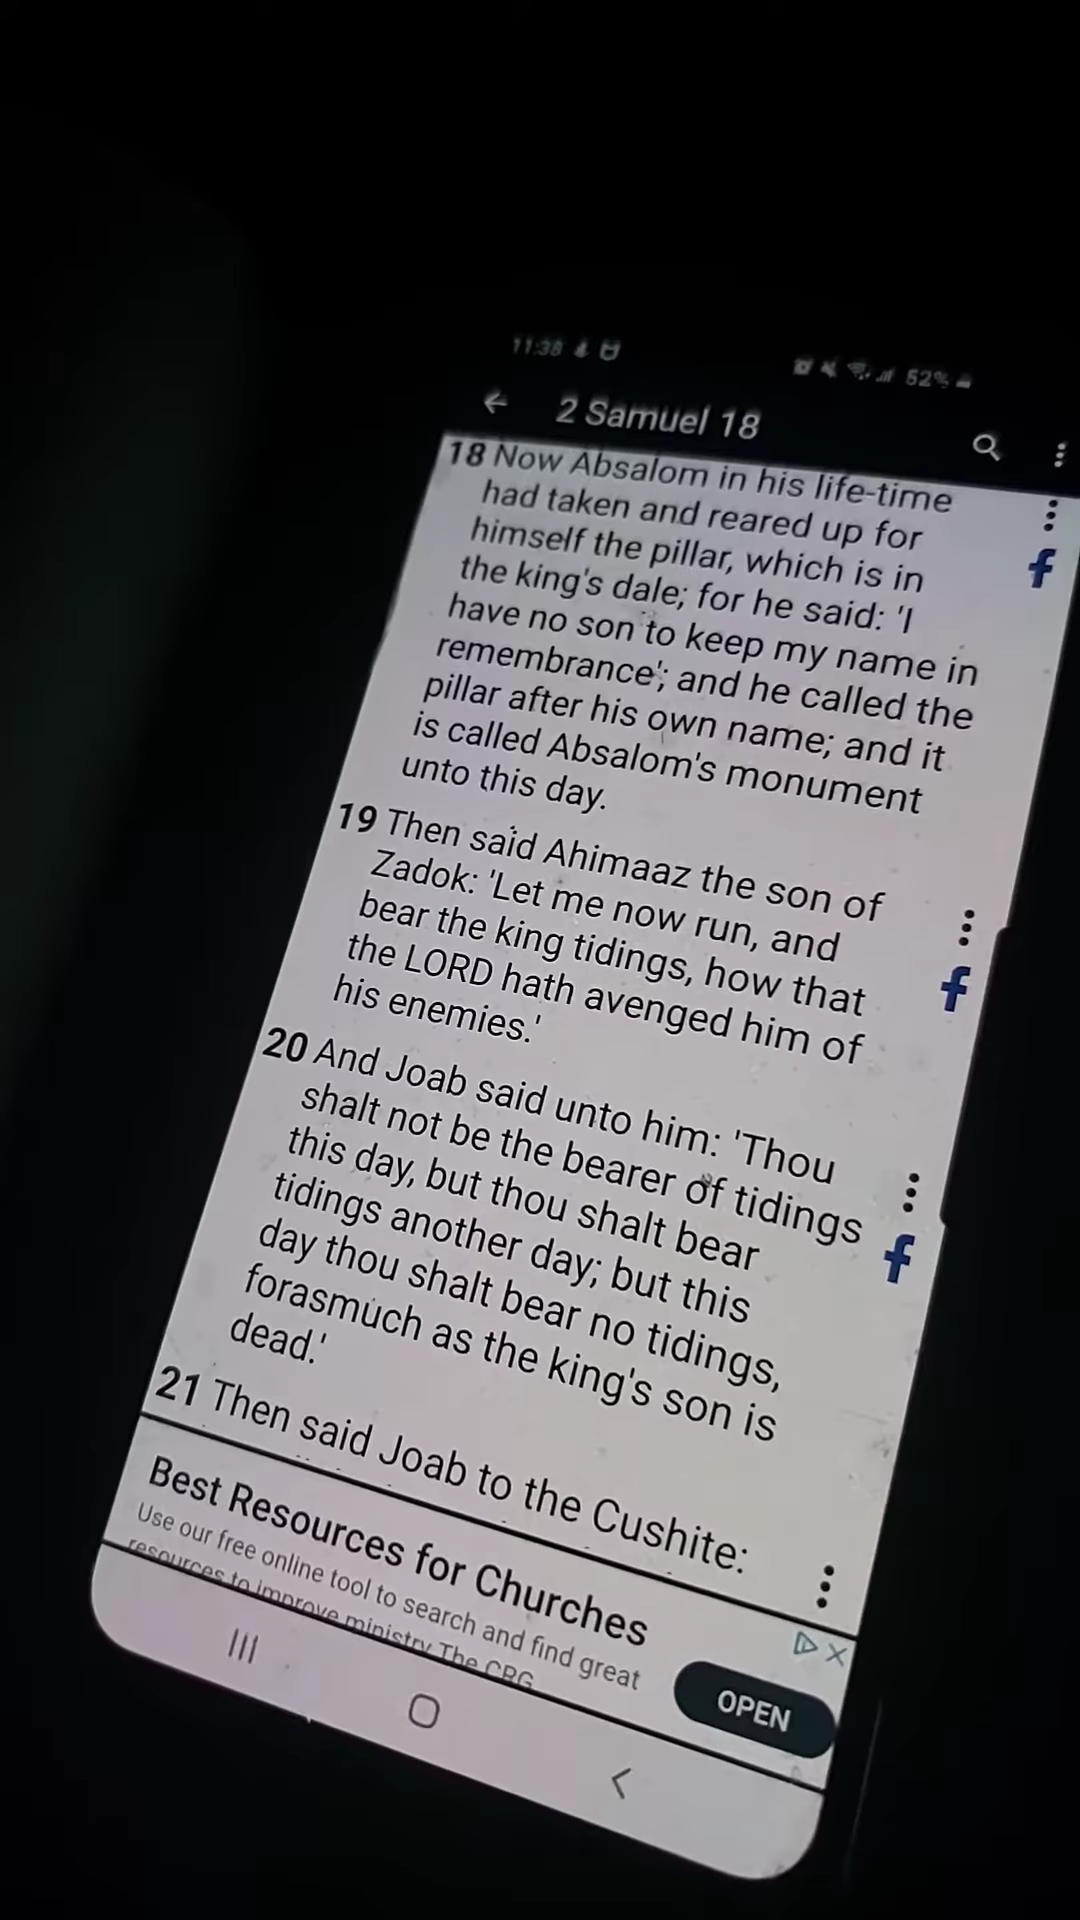 11:38
52%
2 Samuel 18
18 Now Absalom in his life-time
had taken and reared up for
himself the pillar, which is in
the king's dale; for he said: 'I
have no son to keep my name in
remembrance'; and he called the
pillar after his own name; and it
is called Absalom's monument
unto this day.
19 Then said Ahimaaz the son of
Zadok: 'Let me now run, and
bear the king tidings, how that
the LORD hath avenged him of
his enemies.'
20 And Joab said unto him: 'Thou
shalt not be the bearer of tidings
this day, but thou shalt bear
tidings another day; but this
day thou shalt bear no tidings,
forasmuch as the king's son is
dead.'
21 Then said Joab to the Cushite:
Best Resources for Churches
Use our free online tool to search and find great
resources to improve ministry The CRG
OPEN